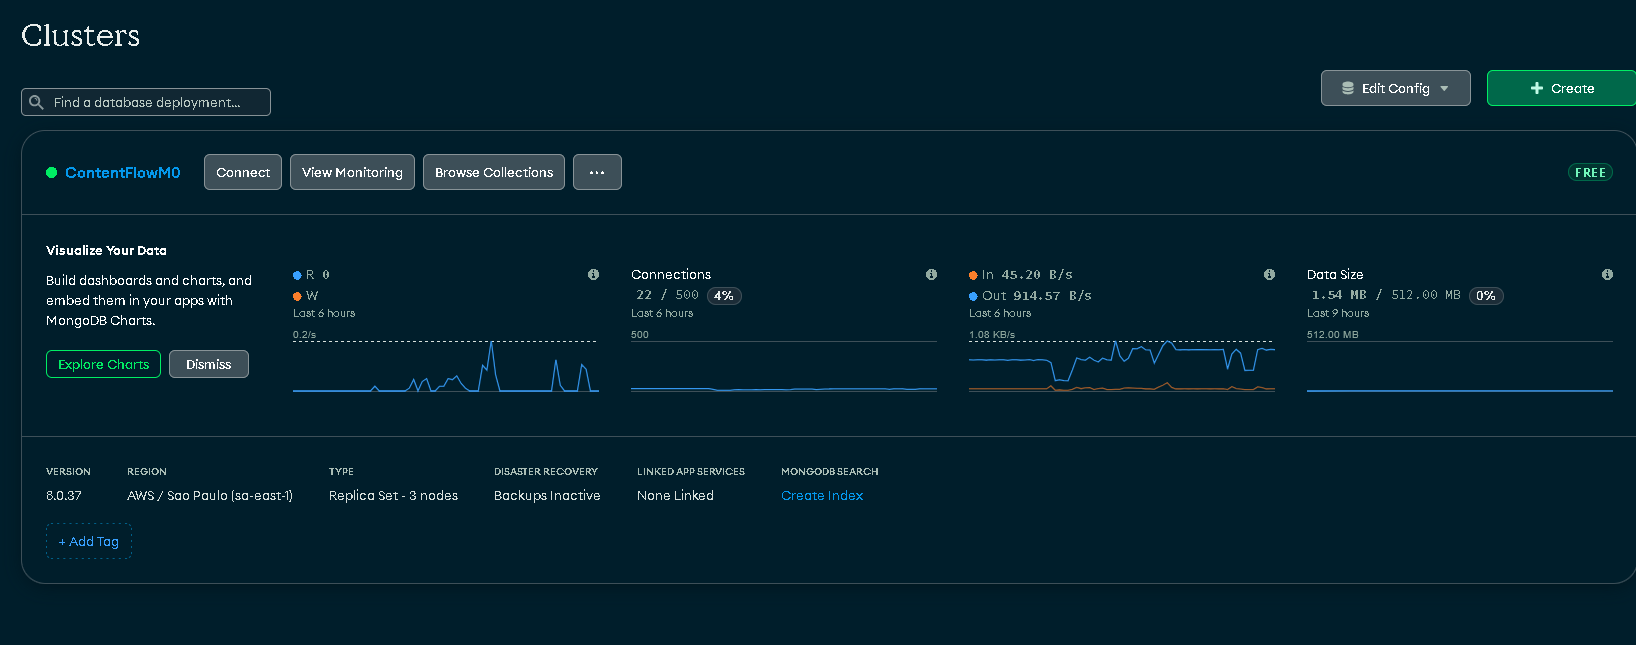 Clusters
Find a database deployment...
Edit Config
+ Create
ContentFlowM0
Connect
View Monitoring
Browse Collections
...
FREE
Visualize Your Data
Build dashboards and charts, and
embed them in your apps with
MongoDB Charts.
Explore Charts
Dismiss
R 0
W
Last 6 hours
0.2/s
Connections
22 / 500 4%
Last 6 hours
500
In 45.20 B/s
Out 914.57 B/s
Last 6 hours
1.08 KB/s
Data Size
1.54 MB / 512.00 MB 0%
Last 9 hours
512.00 MB
VERSION
8.0.37
REGION
AWS / Sao Paulo (sa-east-1)
TYPE
Replica Set - 3 nodes
DISASTER RECOVERY
Backups Inactive
LINKED APP SERVICES
None Linked
MONGODB SEARCH
Create Index
+ Add Tag